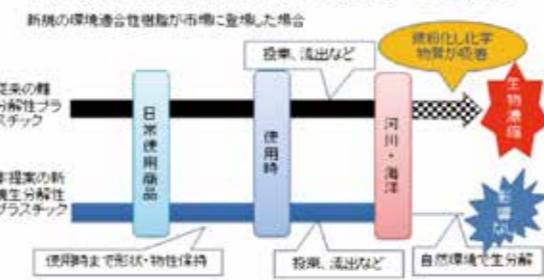 新規の環境適合性樹脂が市場に登場した場合
投棄、流出など
微粉化し化学
物質が吸着
従来の難
分解性プラ
スチック
日常使用商品
使用時
河川・海洋
生物濃縮
本提案の新
規生分解性
プラスチック
影響なし
使用時まで形状・物性保持
投棄、流出など
自然環境で生分解